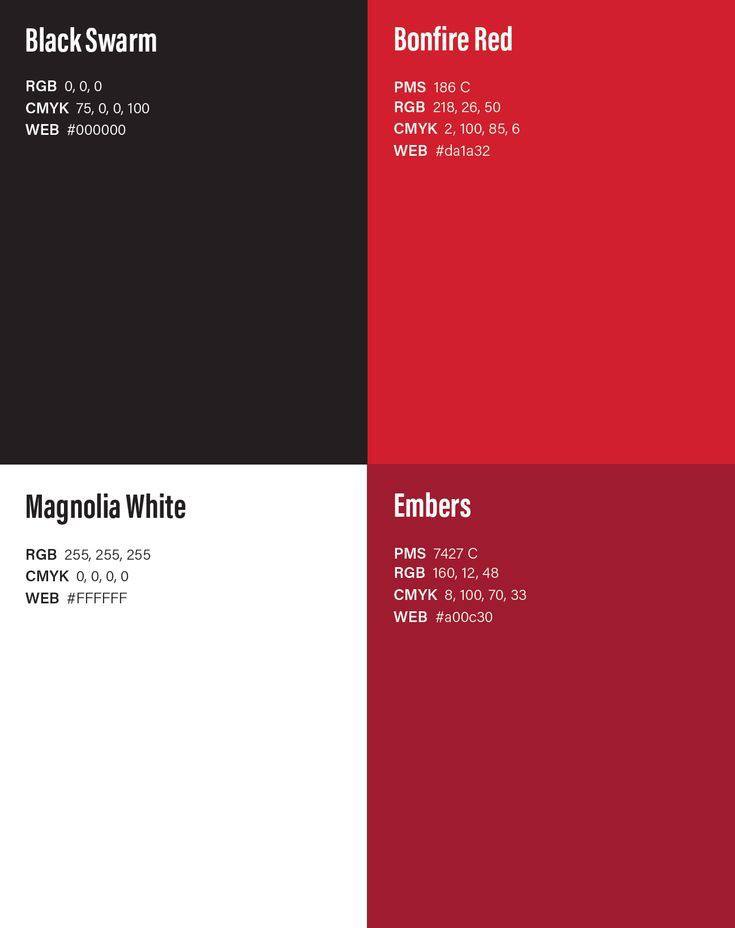 Black Swarm
RGB 0, 0, 0
CMYK 75, 0, 0, 100
WEB #000000
Bonfire Red
PMS 186 C
RGB 218, 26, 50
CMYK 2, 100, 85, 6
WEB #da1a32
Magnolia White
RGB 255, 255, 255
CMYK 0, 0, 0, 0
WEB #FFFFFF
Embers
PMS 7427 C
RGB 160, 12, 48
CMYK 8, 100, 70, 33
WEB #a00c30